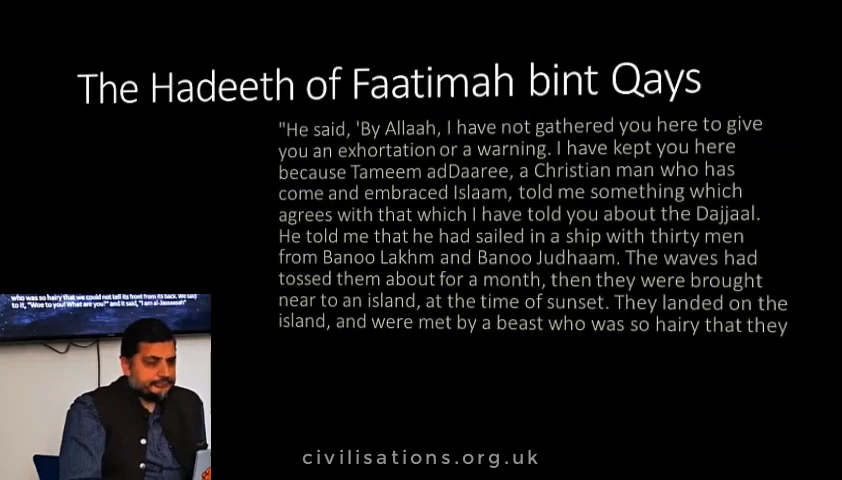 The Hadeeth of Faatimah bint Qays
"He said, 'By Allaah, I have not gathered you here to give
you an exhortation or a warning. I have kept you here
because Tameem adDaaree, a Christian man who has
come and embraced Islaam, told me something which
agrees with that which I have told you about the Dajjaal.
He told me that he had sailed in a ship with thirty men
from Banoo Lakhm and Banoo Judhaam. The waves had
tossed them about for a month, then they were brought
near to an island, at the time of sunset. They landed on the
island, and were met by a beast who was so hairy that they
who was so hairy that we could not tell its front from its back. We said
to it, "Woe to you! What are you?" and it said, "I am al-Jassasah"
civilisations.org.uk